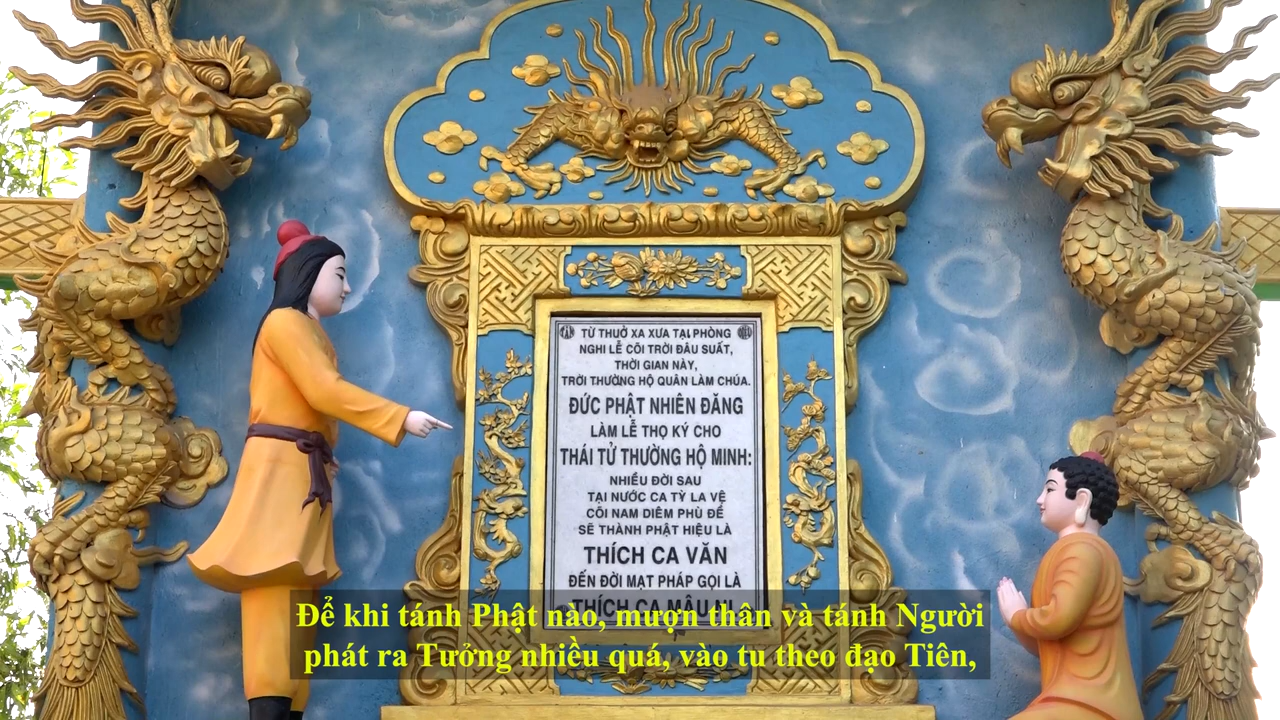 TỪ THUỞ XA XƯA TẠI PHÒNG
NGHI LỄ CÕI TRỜI ĐÂU SUẤT,
THỜI GIAN NÀY,
TRỜI THƯỜNG HỘ QUÂN LÀM CHÚA.
ĐỨC PHẬT NHIÊN ĐĂNG
LÀM LỄ THỌ KÝ CHO
THÁI TỬ THƯỜNG HỘ MINH:
NHIỀU ĐỜI SAU
TẠI NƯỚC CA TỲ LA VỆ
CÕI NAM DIÊM PHÙ ĐỀ
SẼ THÀNH PHẬT HIỆU LÀ
THÍCH CA VĂN
ĐẾN ĐỜI MẠT PHÁP GỌI LÀ
THÍCH CA MÂU NI
Để khi tánh Phật nào, mượn thân và tánh Người
phát ra Tưởng nhiều quá, vào tu theo đạo Tiên,